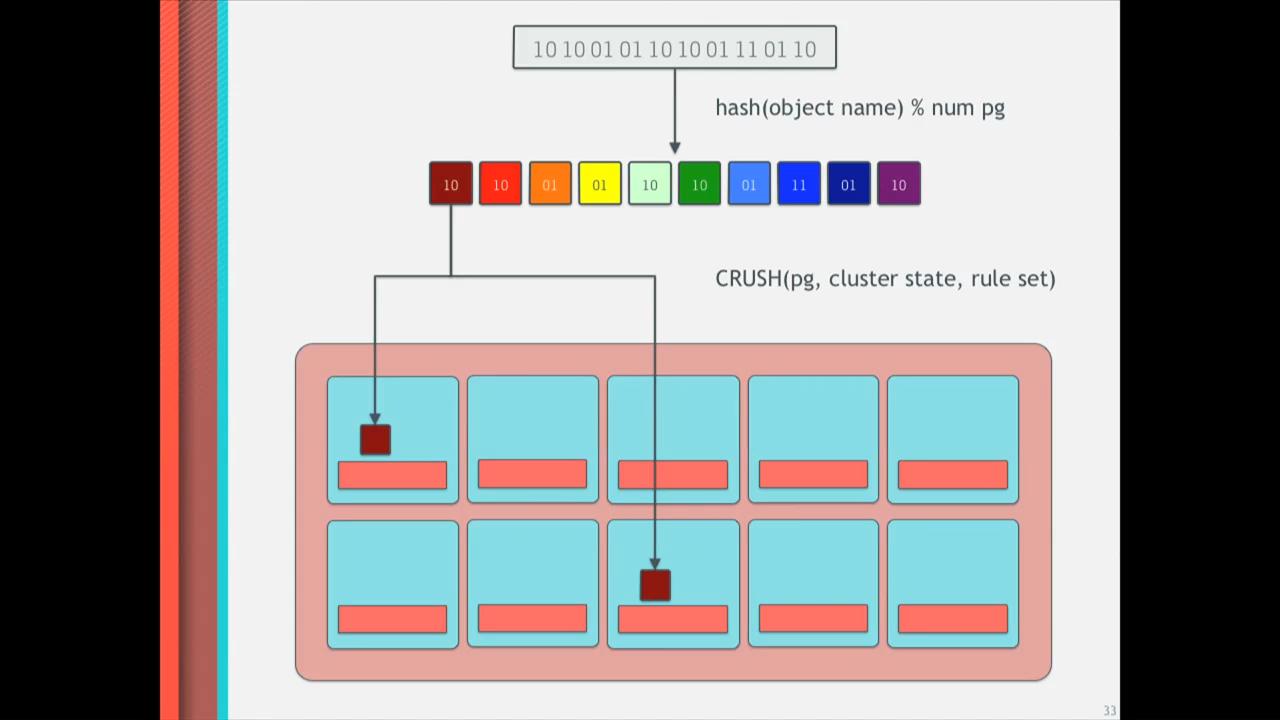 10 10 01 01 10 10 01 11 01 10
hash(object name) % num pg
10 10 01 01 10 10 01 11 01 10
CRUSH(pg, cluster state, rule set)
33